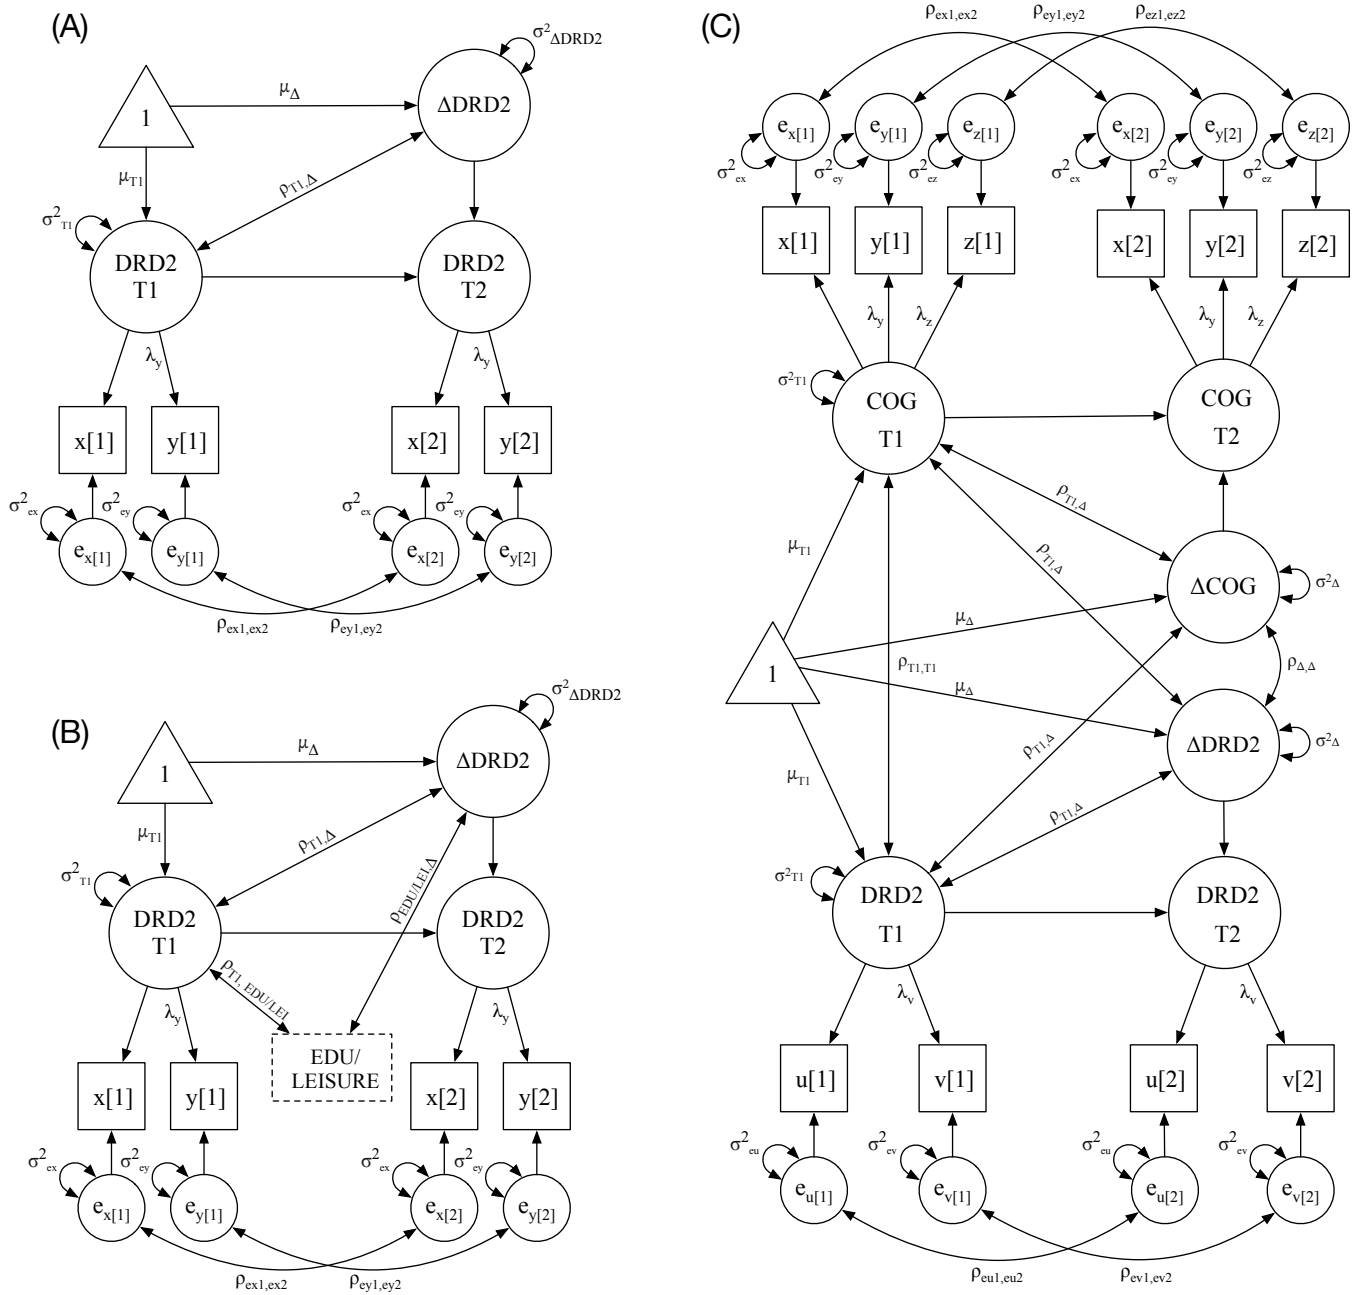 (A)
σ²ΔDRD2
μΔ
ΔDRD2
1
μT1
ρT1,Δ
σ²T1
DRD2
T1
DRD2
T2
λy
λy
x[1]
y[1]
x[2]
y[2]
σ²ex
σ²ey
σ²ex
σ²ey
ex[1]
ey[1]
ex[2]
ey[2]
ρex1,ex2
ρey1,ey2
(B)
σ²ΔDRD2
μΔ
ΔDRD2
1
μT1
ρT1,Δ
ρEDU/LEI,Δ
σ²T1
DRD2
T1
DRD2
T2
ρT1, EDU/LEI
λy
λy
EDU/
LEISURE
x[1]
y[1]
x[2]
y[2]
σ²ex
σ²ey
σ²ex
σ²ey
ex[1]
ey[1]
ex[2]
ey[2]
ρex1,ex2
ρey1,ey2
(C)
ρex1,ex2
ρey1,ey2
ρez1,ez2
ex[1]
ey[1]
ez[1]
ex[2]
ey[2]
ez[2]
σ²ex
σ²ey
σ²ez
σ²ex
σ²ey
σ²ez
x[1]
y[1]
z[1]
x[2]
y[2]
z[2]
λy
λz
λy
λz
σ²T1
COG
T1
COG
T2
ρT1,Δ
μT1
ρT1,Δ
ΔCOG
σ²Δ
μΔ
1
ρT1,T1
ρΔ,Δ
μΔ
ρT1,Δ
ΔDRD2
σ²Δ
μT1
ρT1,Δ
σ²T1
DRD2
T1
DRD2
T2
λv
λv
u[1]
v[1]
u[2]
v[2]
σ²eu
σ²ev
σ²eu
σ²ev
eu[1]
ev[1]
eu[2]
ev[2]
ρeu1,eu2
ρev1,ev2